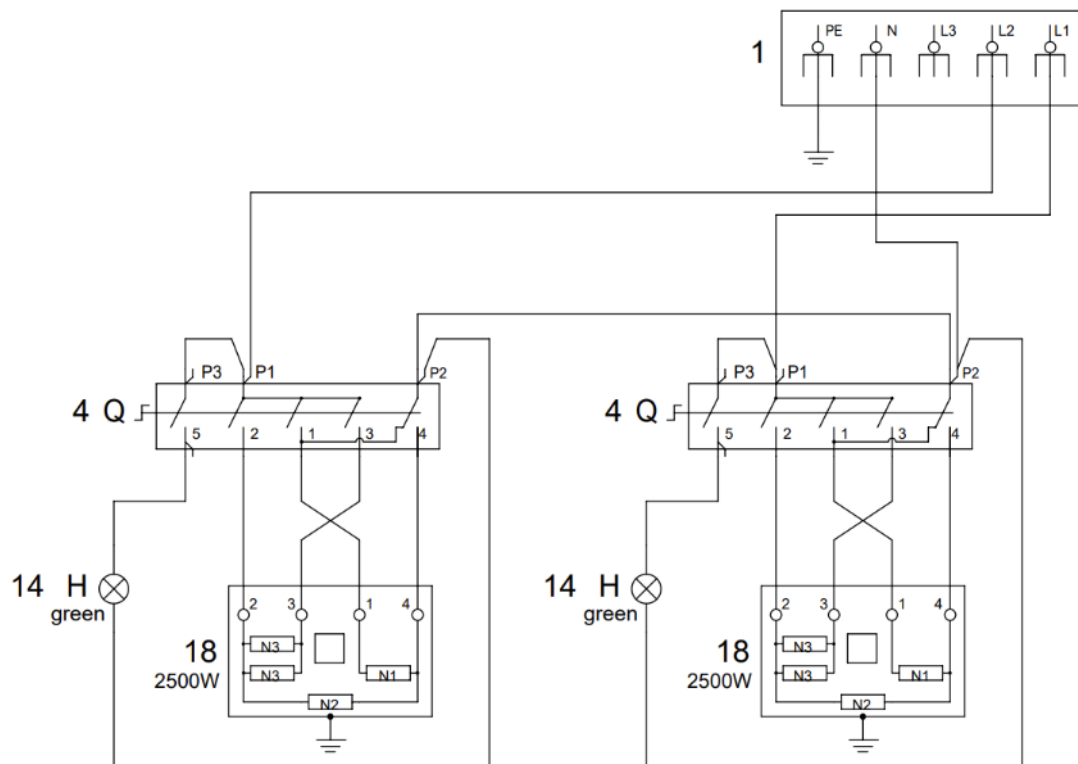 1 PE N L3 L2 L1
P3 P1 P2 P3 P1 P2
4 Q 4 Q
5 2 1 3 4 5 2 1 3 4
14 H 14 H
green green
2 3 1 4 2 3 1 4
18 N3 18 N3
2500W N3 N1 2500W N3 N1
N2 N2